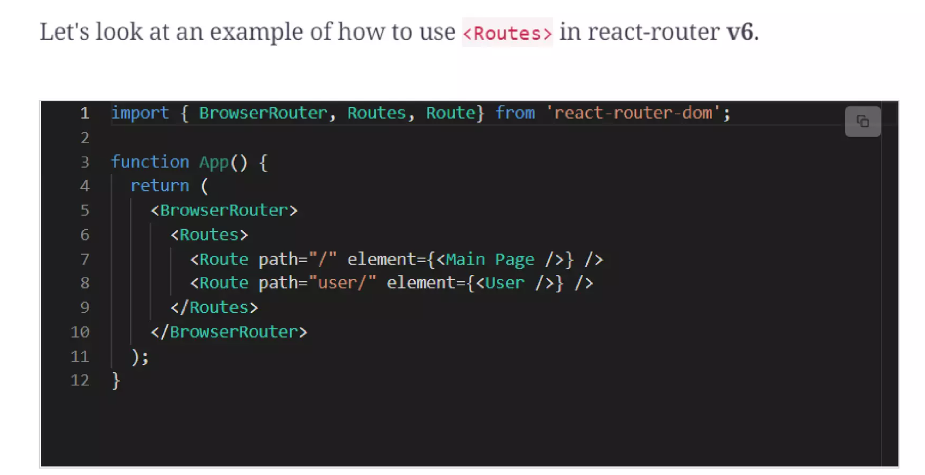 Let's look at an example of how to use <Routes> in react-router v6.
1 import { BrowserRouter, Routes, Route} from 'react-router-dom';
2
3 function App() {
4   return (
5     <BrowserRouter>
6       <Routes>
7         <Route path="/" element={<Main Page />} />
8         <Route path="user/" element={<User />} />
9       </Routes>
10     </BrowserRouter>
11   );
12 }